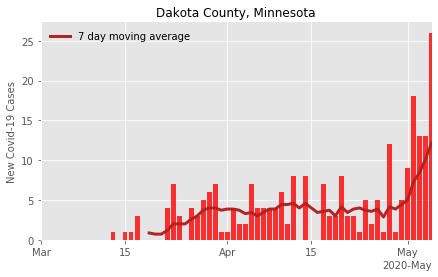 Dakota County, Minnesota
7 day moving average
New Covid-19 Cases
25
20
15
10
5
0
Mar
15
Apr
15
May
2020-May